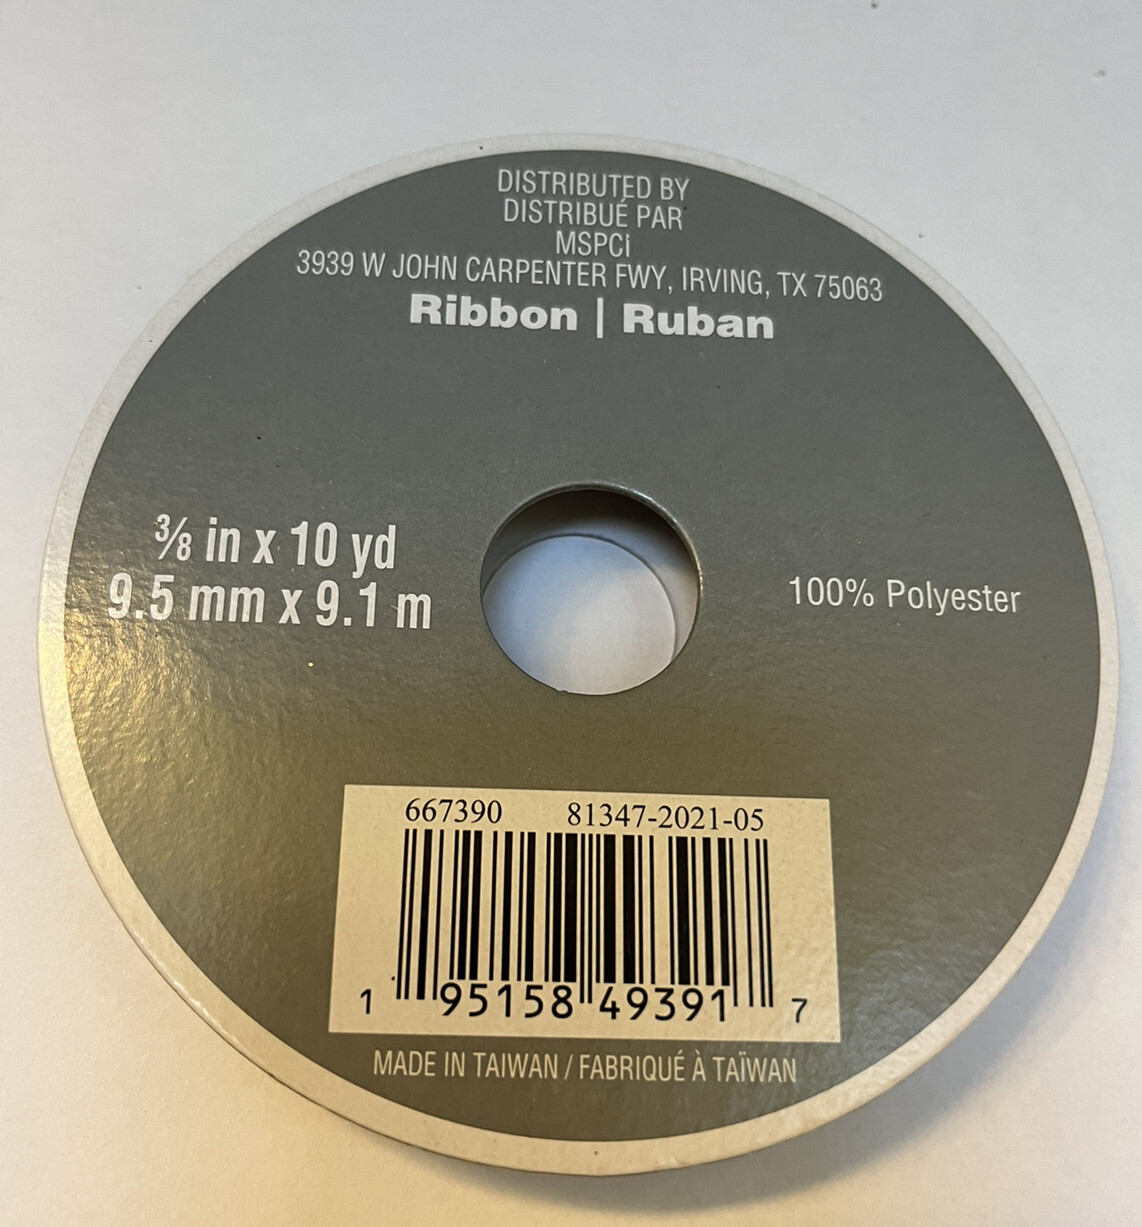 DISTRIBUTED BY
DISTRIBUÉ PAR
MSPCI
3939 W JOHN CARPENTER FWY, IRVING, TX 75063
Ribbon | Ruban
⅜ in x 10 yd
9.5 mm x 9.1 m
100% Polyester
667390 81347-2021-05
1 95158 49391 7
MADE IN TAIWAN / FABRIQUÉ À TAÏWAN